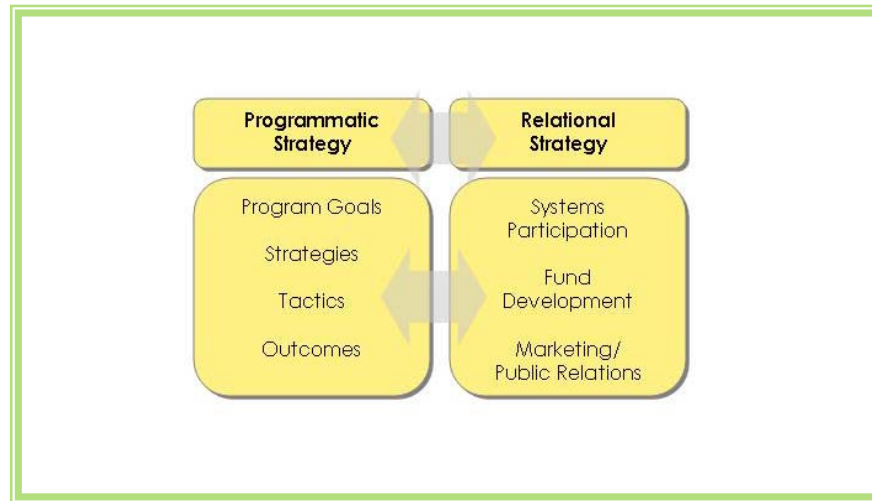 Programmatic
Strategy
Relational
Strategy
Program Goals
Strategies
Tactics
Outcomes
Systems
Participation
Fund
Development
Marketing/
Public Relations